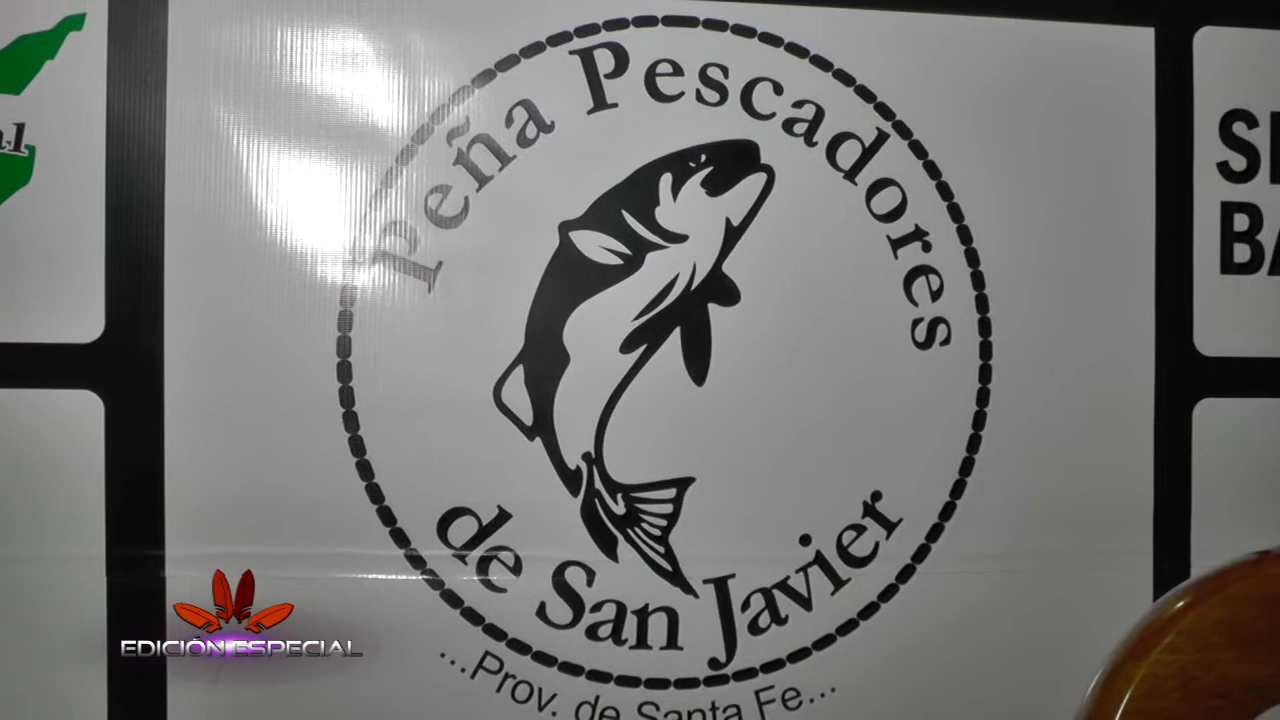 Peña Pescadores
de San Javier
...Prov. de Santa Fe...
EDICIÓN ESPECIAL